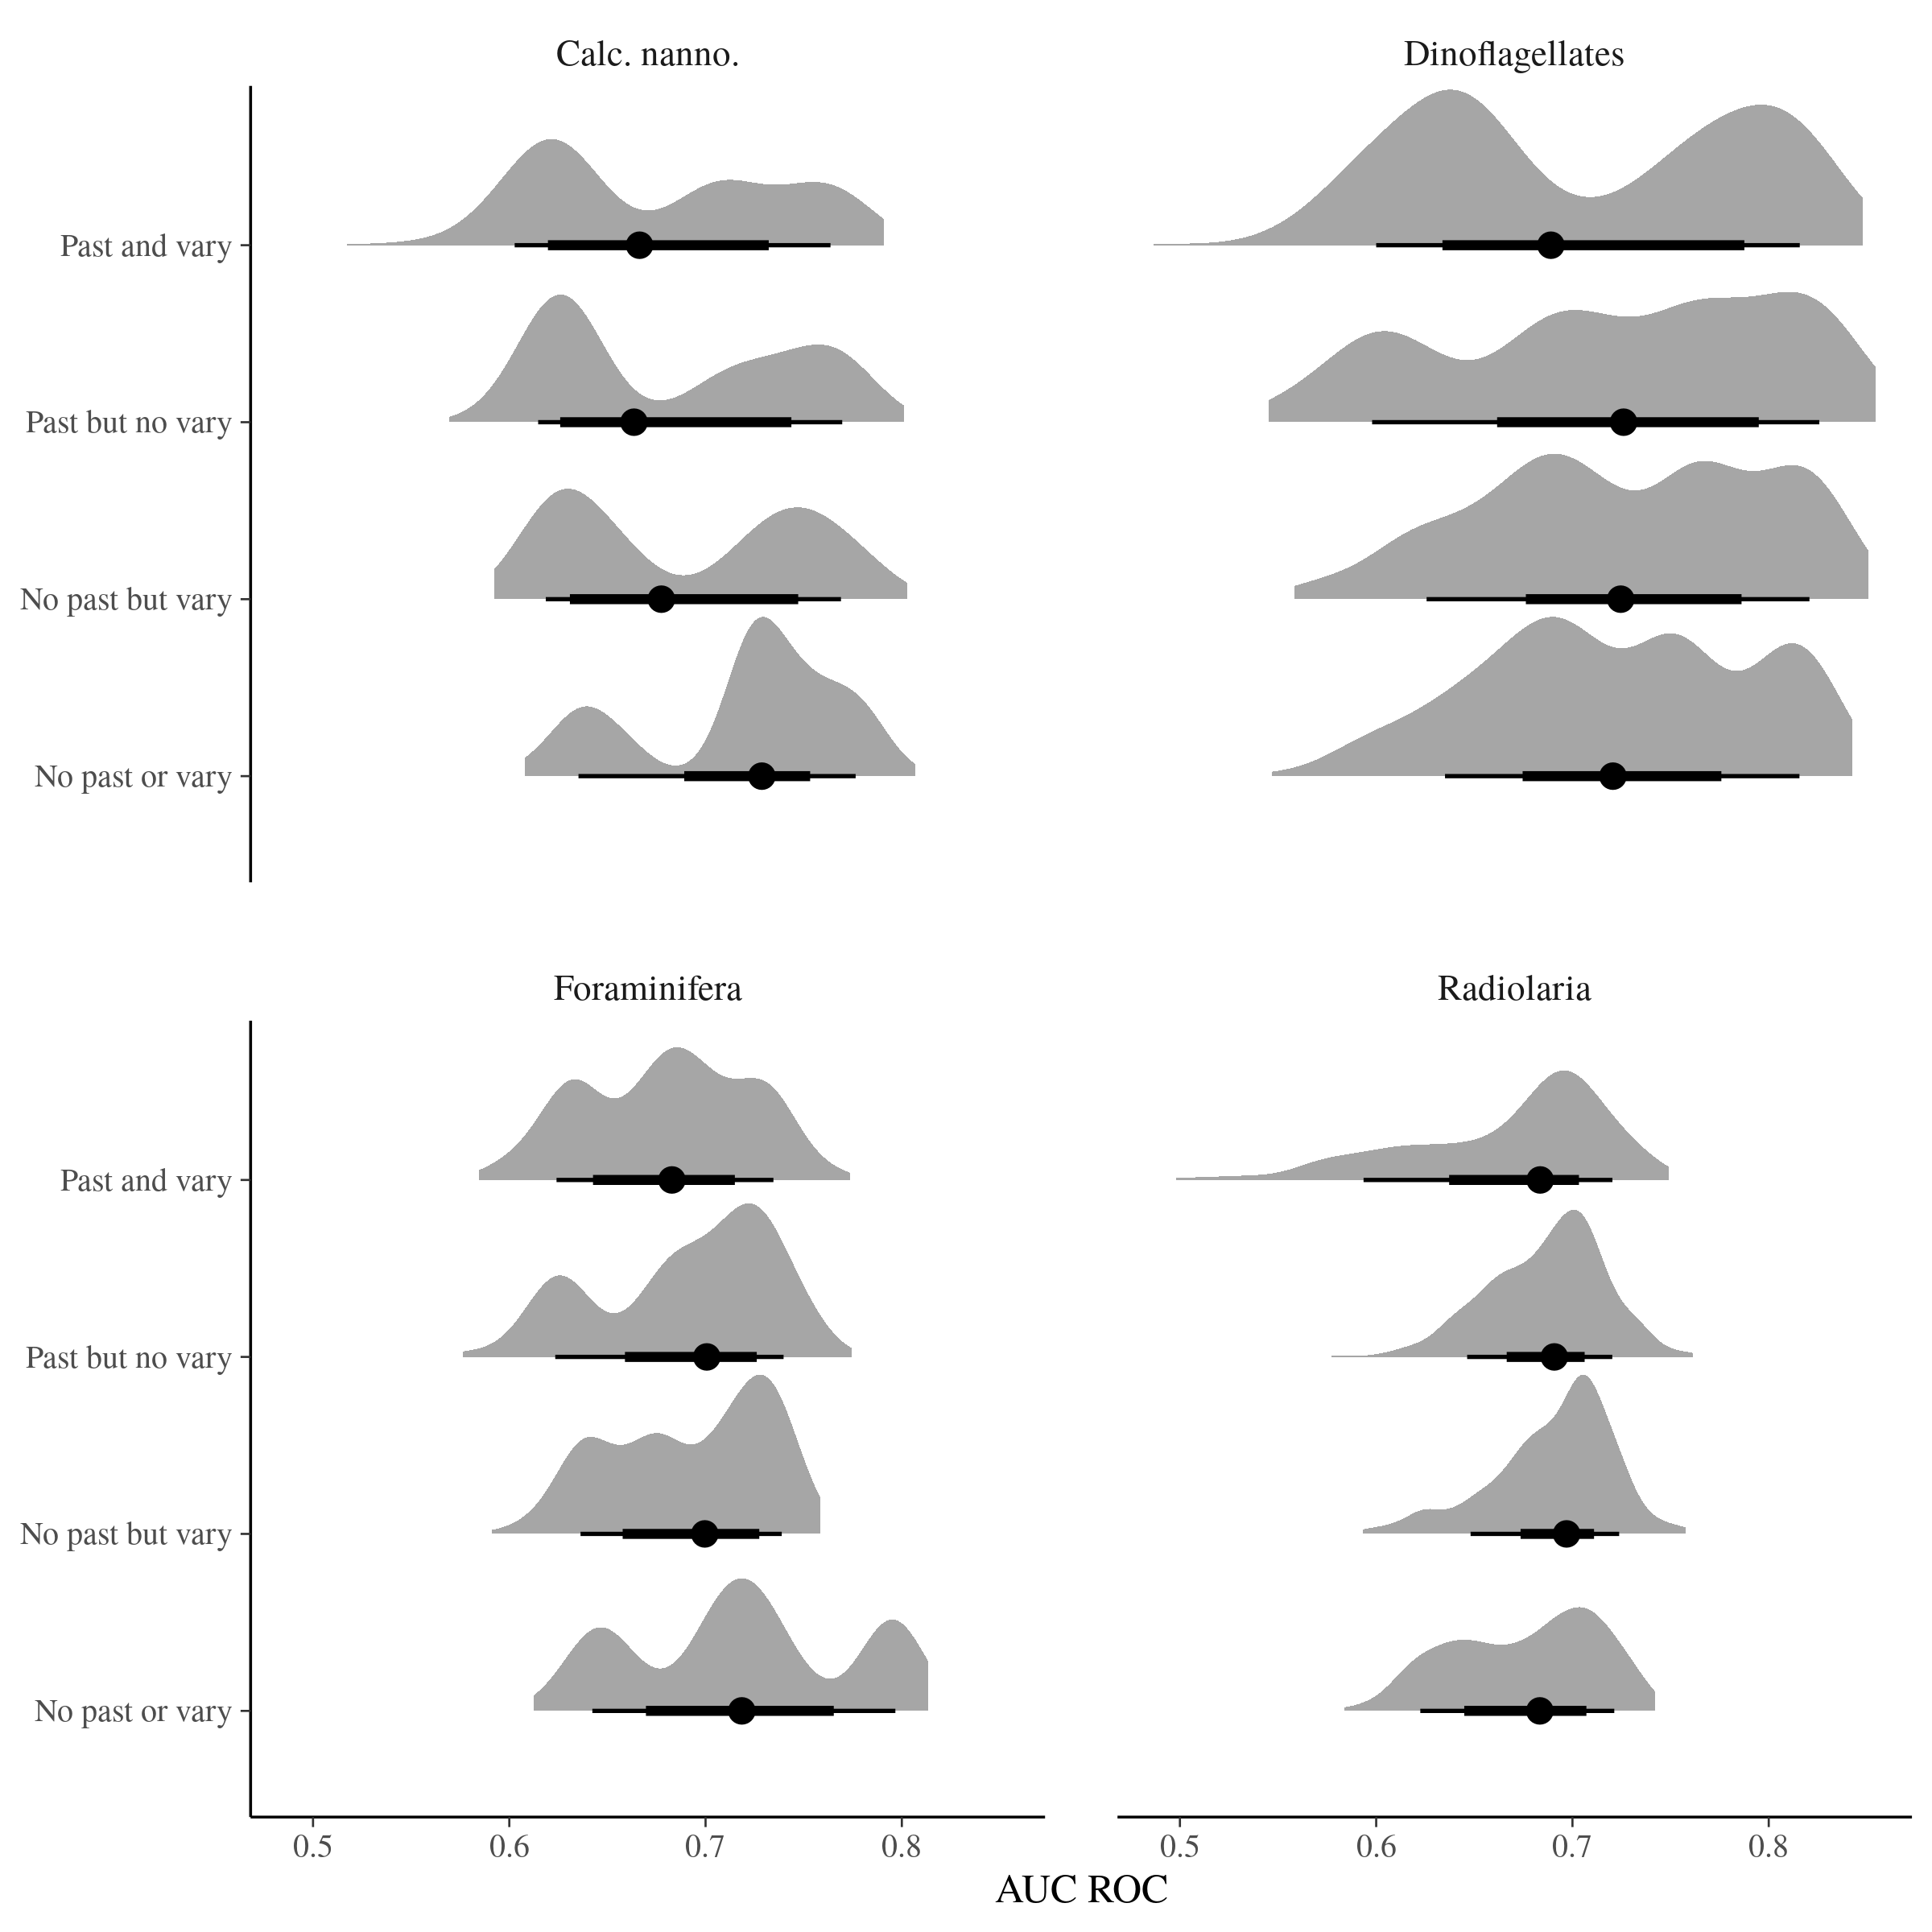 Calc. nanno.
Dinoflagellates
Past and vary
Past but no vary
No past but vary
No past or vary
Foraminifera
Radiolaria
Past and vary
Past but no vary
No past but vary
No past or vary
0.5 0.6 0.7 0.8 0.5 0.6 0.7 0.8
AUC ROC